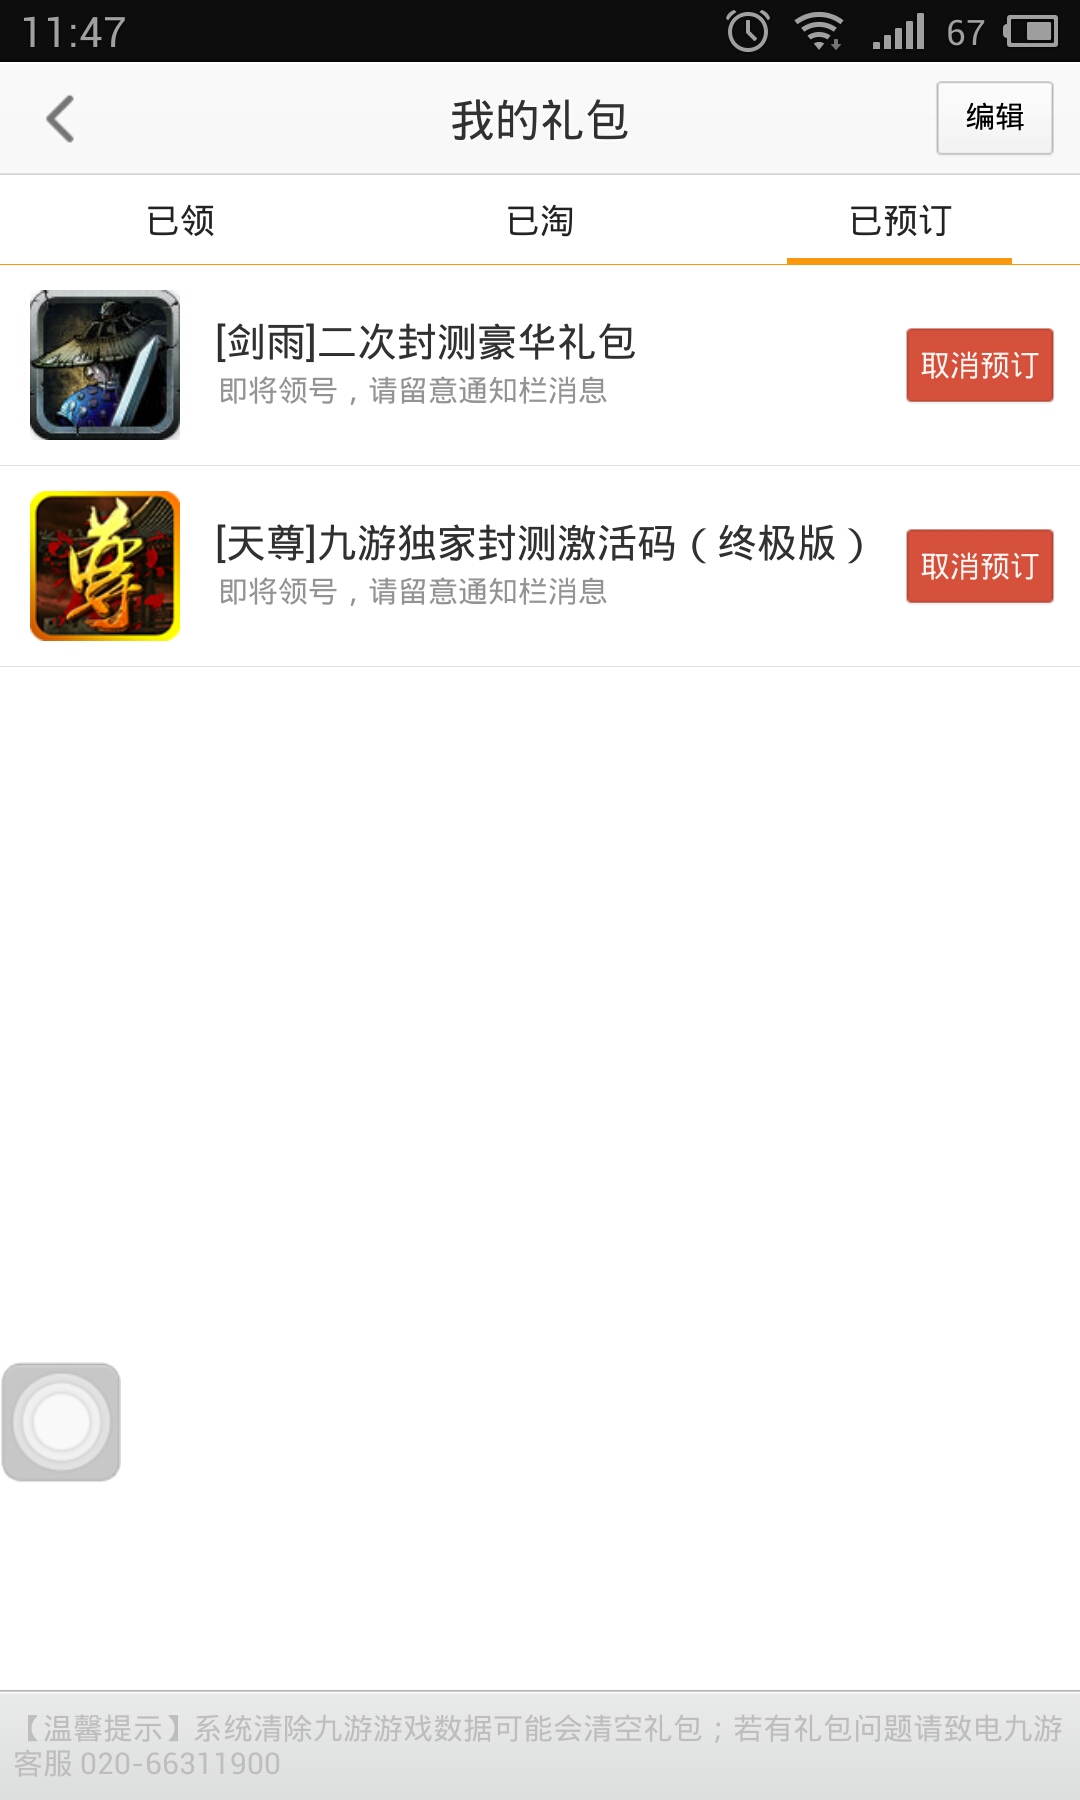 11:47
67
我的礼包
编辑
已领
已淘
已预订
[剑雨]二次封测豪华礼包
即将领号，请留意通知栏消息
取消预订
尊
[天尊]九游独家封测激活码（终极版）
即将领号，请留意通知栏消息
取消预订
【温馨提示】系统清除九游游戏数据可能会清空礼包；若有礼包问题请致电九游
客服 020-66311900